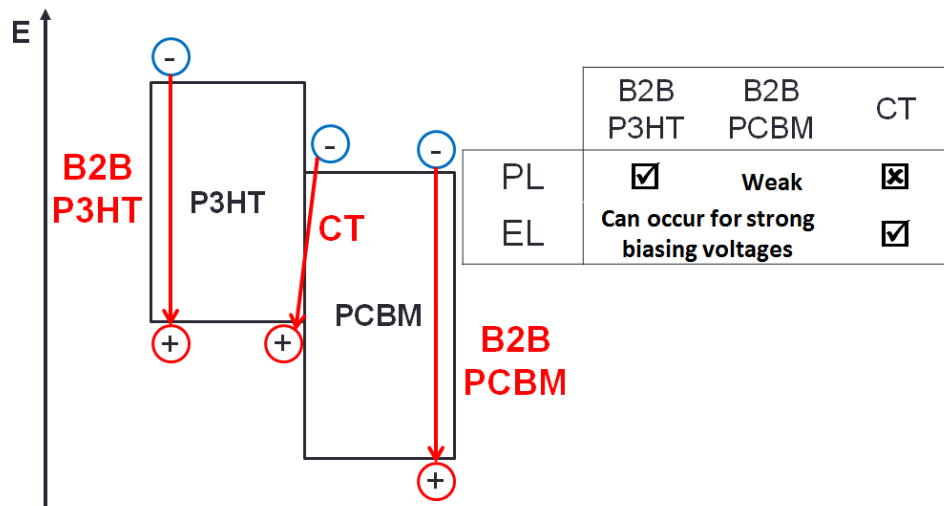 E
-
B2B
P3HT
P3HT
+
-
CT
+
-
PCBM
B2B
PCBM
+
B2B
P3HT
B2B
PCBM
CT
PL
☑
Weak
☒
EL
Can occur for strong
biasing voltages
☑